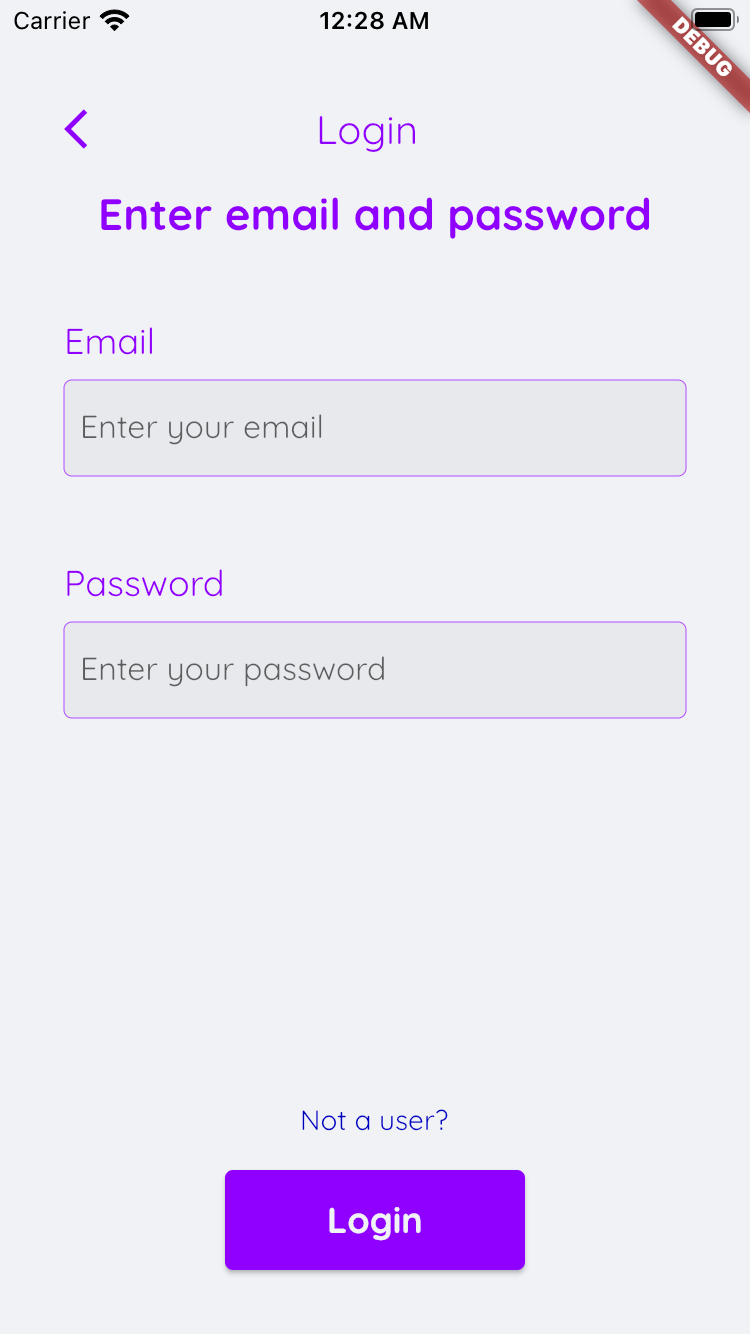 Carrier 12:28 AM
DEBUG
Login
Enter email and password
Email
Enter your email
Password
Enter your password
Not a user?
Login